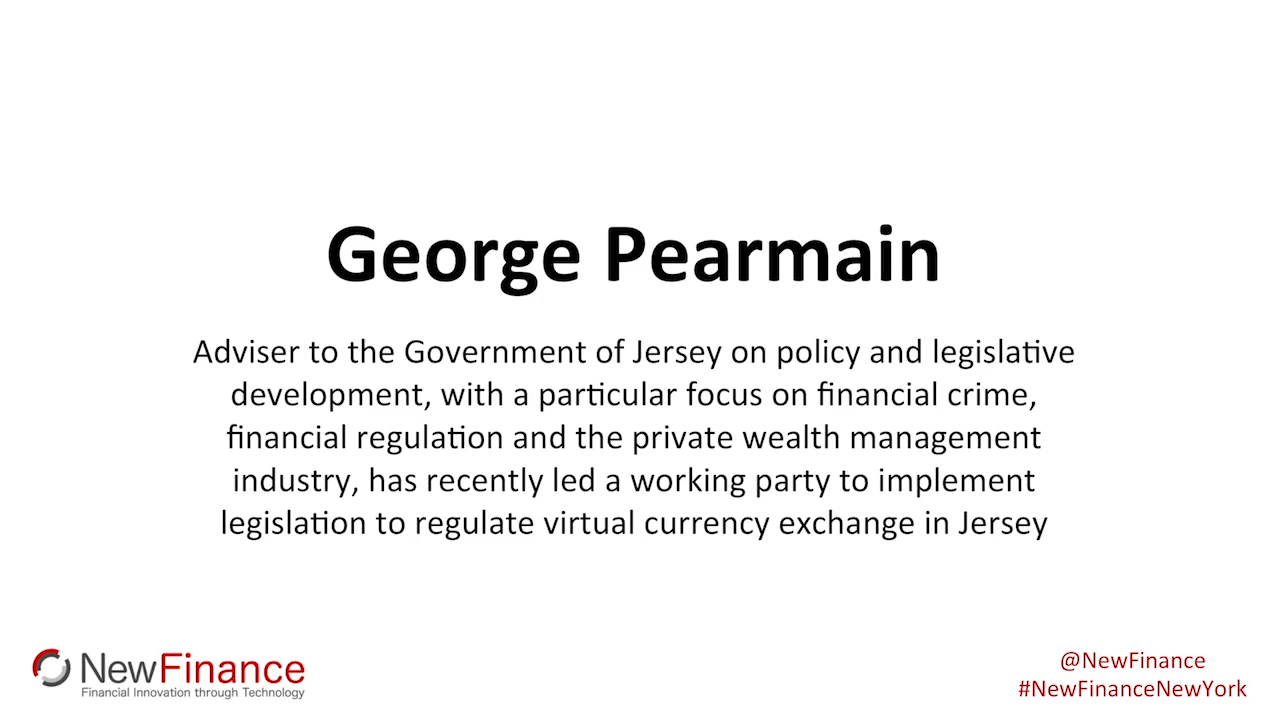 George Pearmain
Adviser to the Government of Jersey on policy and legislative
development, with a particular focus on financial crime,
financial regulation and the private wealth management
industry, has recently led a working party to implement
legislation to regulate virtual currency exchange in Jersey
NewFinance
Financial Innovation through Technology
@NewFinance
#NewFinanceNewYork